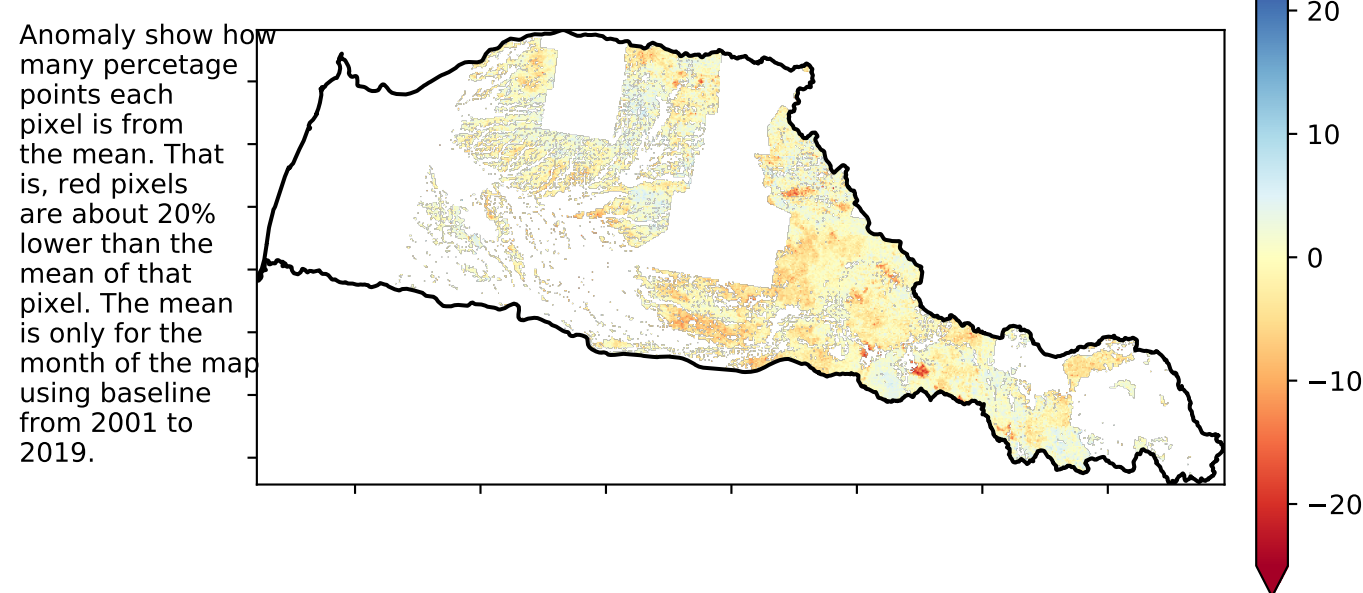 Anomaly show how
many percetage
points each
pixel is from
the mean. That
is, red pixels
are about 20%
lower than the
mean of that
pixel. The mean
is only for the
month of the map
using baseline
from 2001 to
2019.
20
10
0
−10
−20